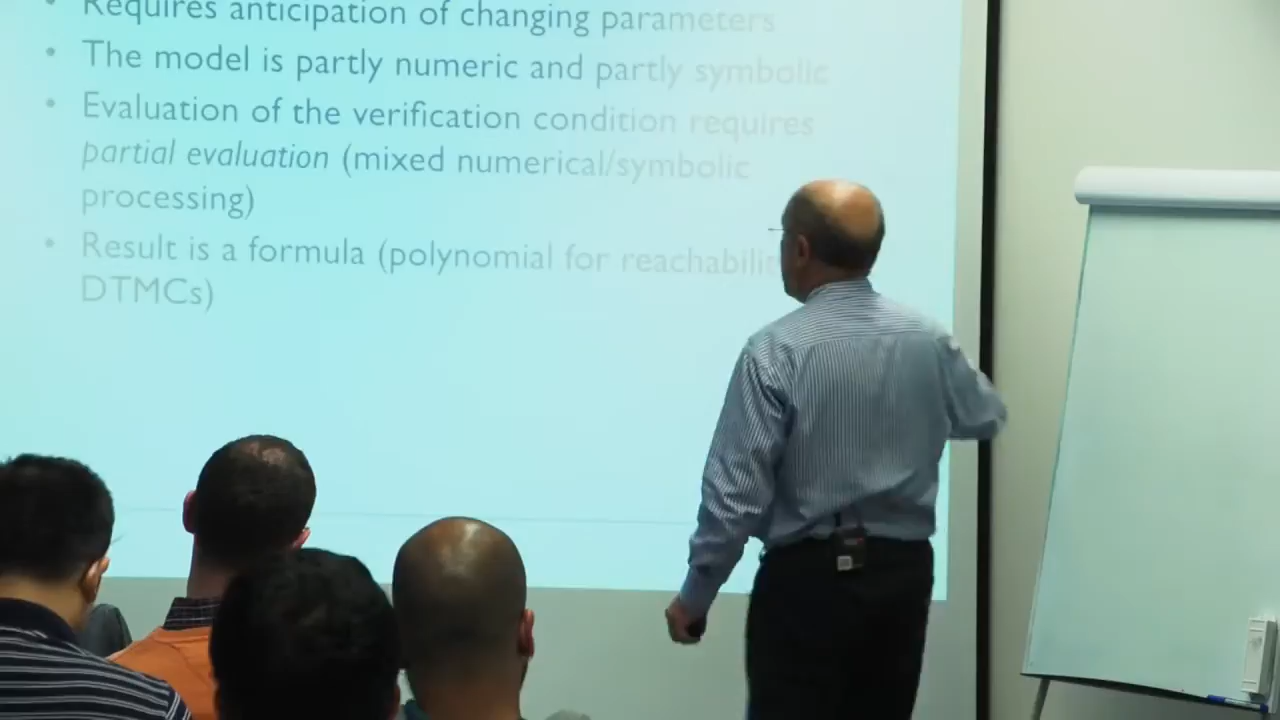 Requires anticipation of changing parameters
• The model is partly numeric and partly symbolic
• Evaluation of the verification condition requires
partial evaluation (mixed numerical/symbolic
processing)
• Result is a formula (polynomial for
DTMCs)